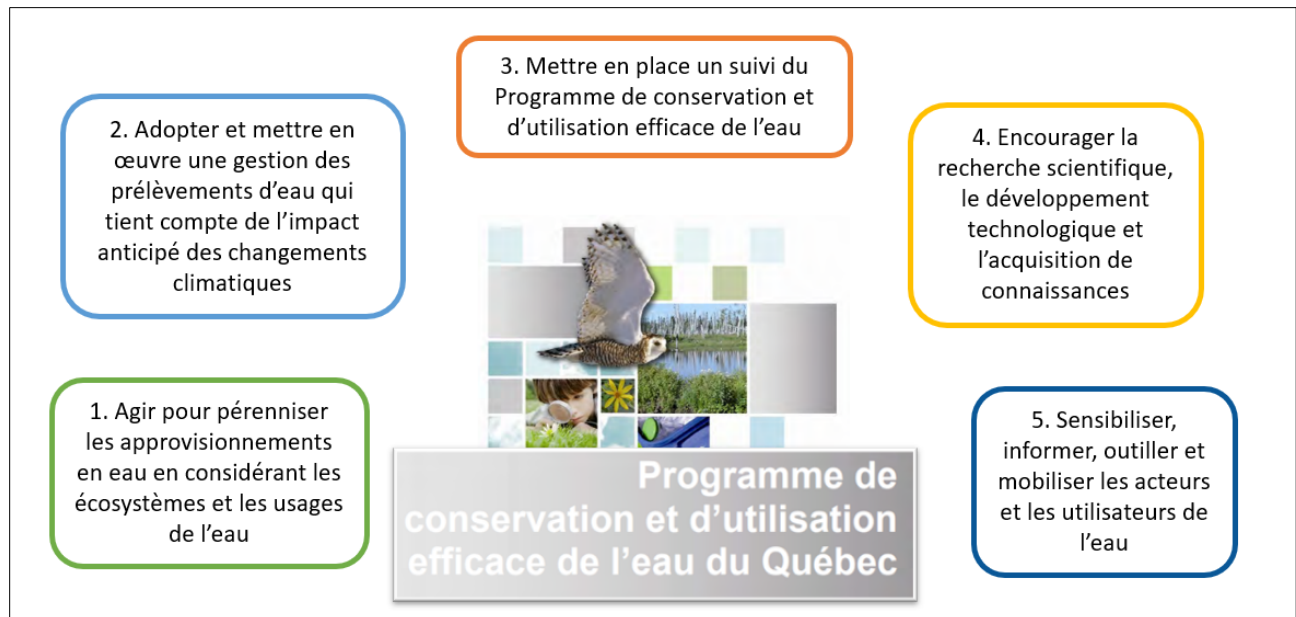 1. Agir pour pérenniser
les approvisionnements
en eau en considérant les
écosystèmes et les usages
de l’eau
2. Adopter et mettre en
œuvre une gestion des
prélèvements d’eau qui
tient compte de l’impact
anticipé des changements
climatiques
3. Mettre en place un suivi du
Programme de conservation et
d’utilisation efficace de l’eau
4. Encourager la
recherche scientifique,
le développement
technologique et
l’acquisition de
connaissances
5. Sensibiliser,
informer, outiller et
mobiliser les acteurs
et les utilisateurs de
l’eau
Programme de
conservation et d’utilisation
efficace de l’eau du Québec